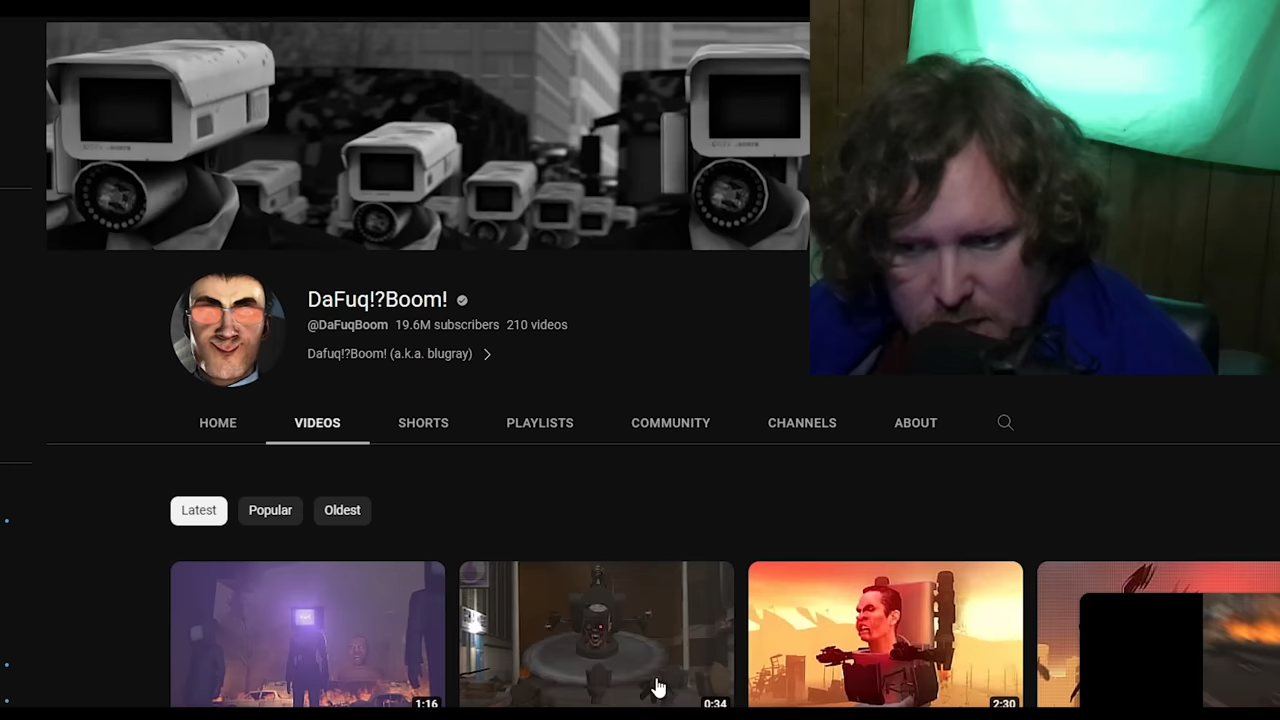 DaFuq!?Boom!
@DaFuqBoom 19.6M subscribers 210 videos
Dafuq!?Boom! (a.k.a. blugray)
HOME VIDEOS SHORTS PLAYLISTS COMMUNITY CHANNELS ABOUT
Latest Popular Oldest
1:16 0:34 2:30